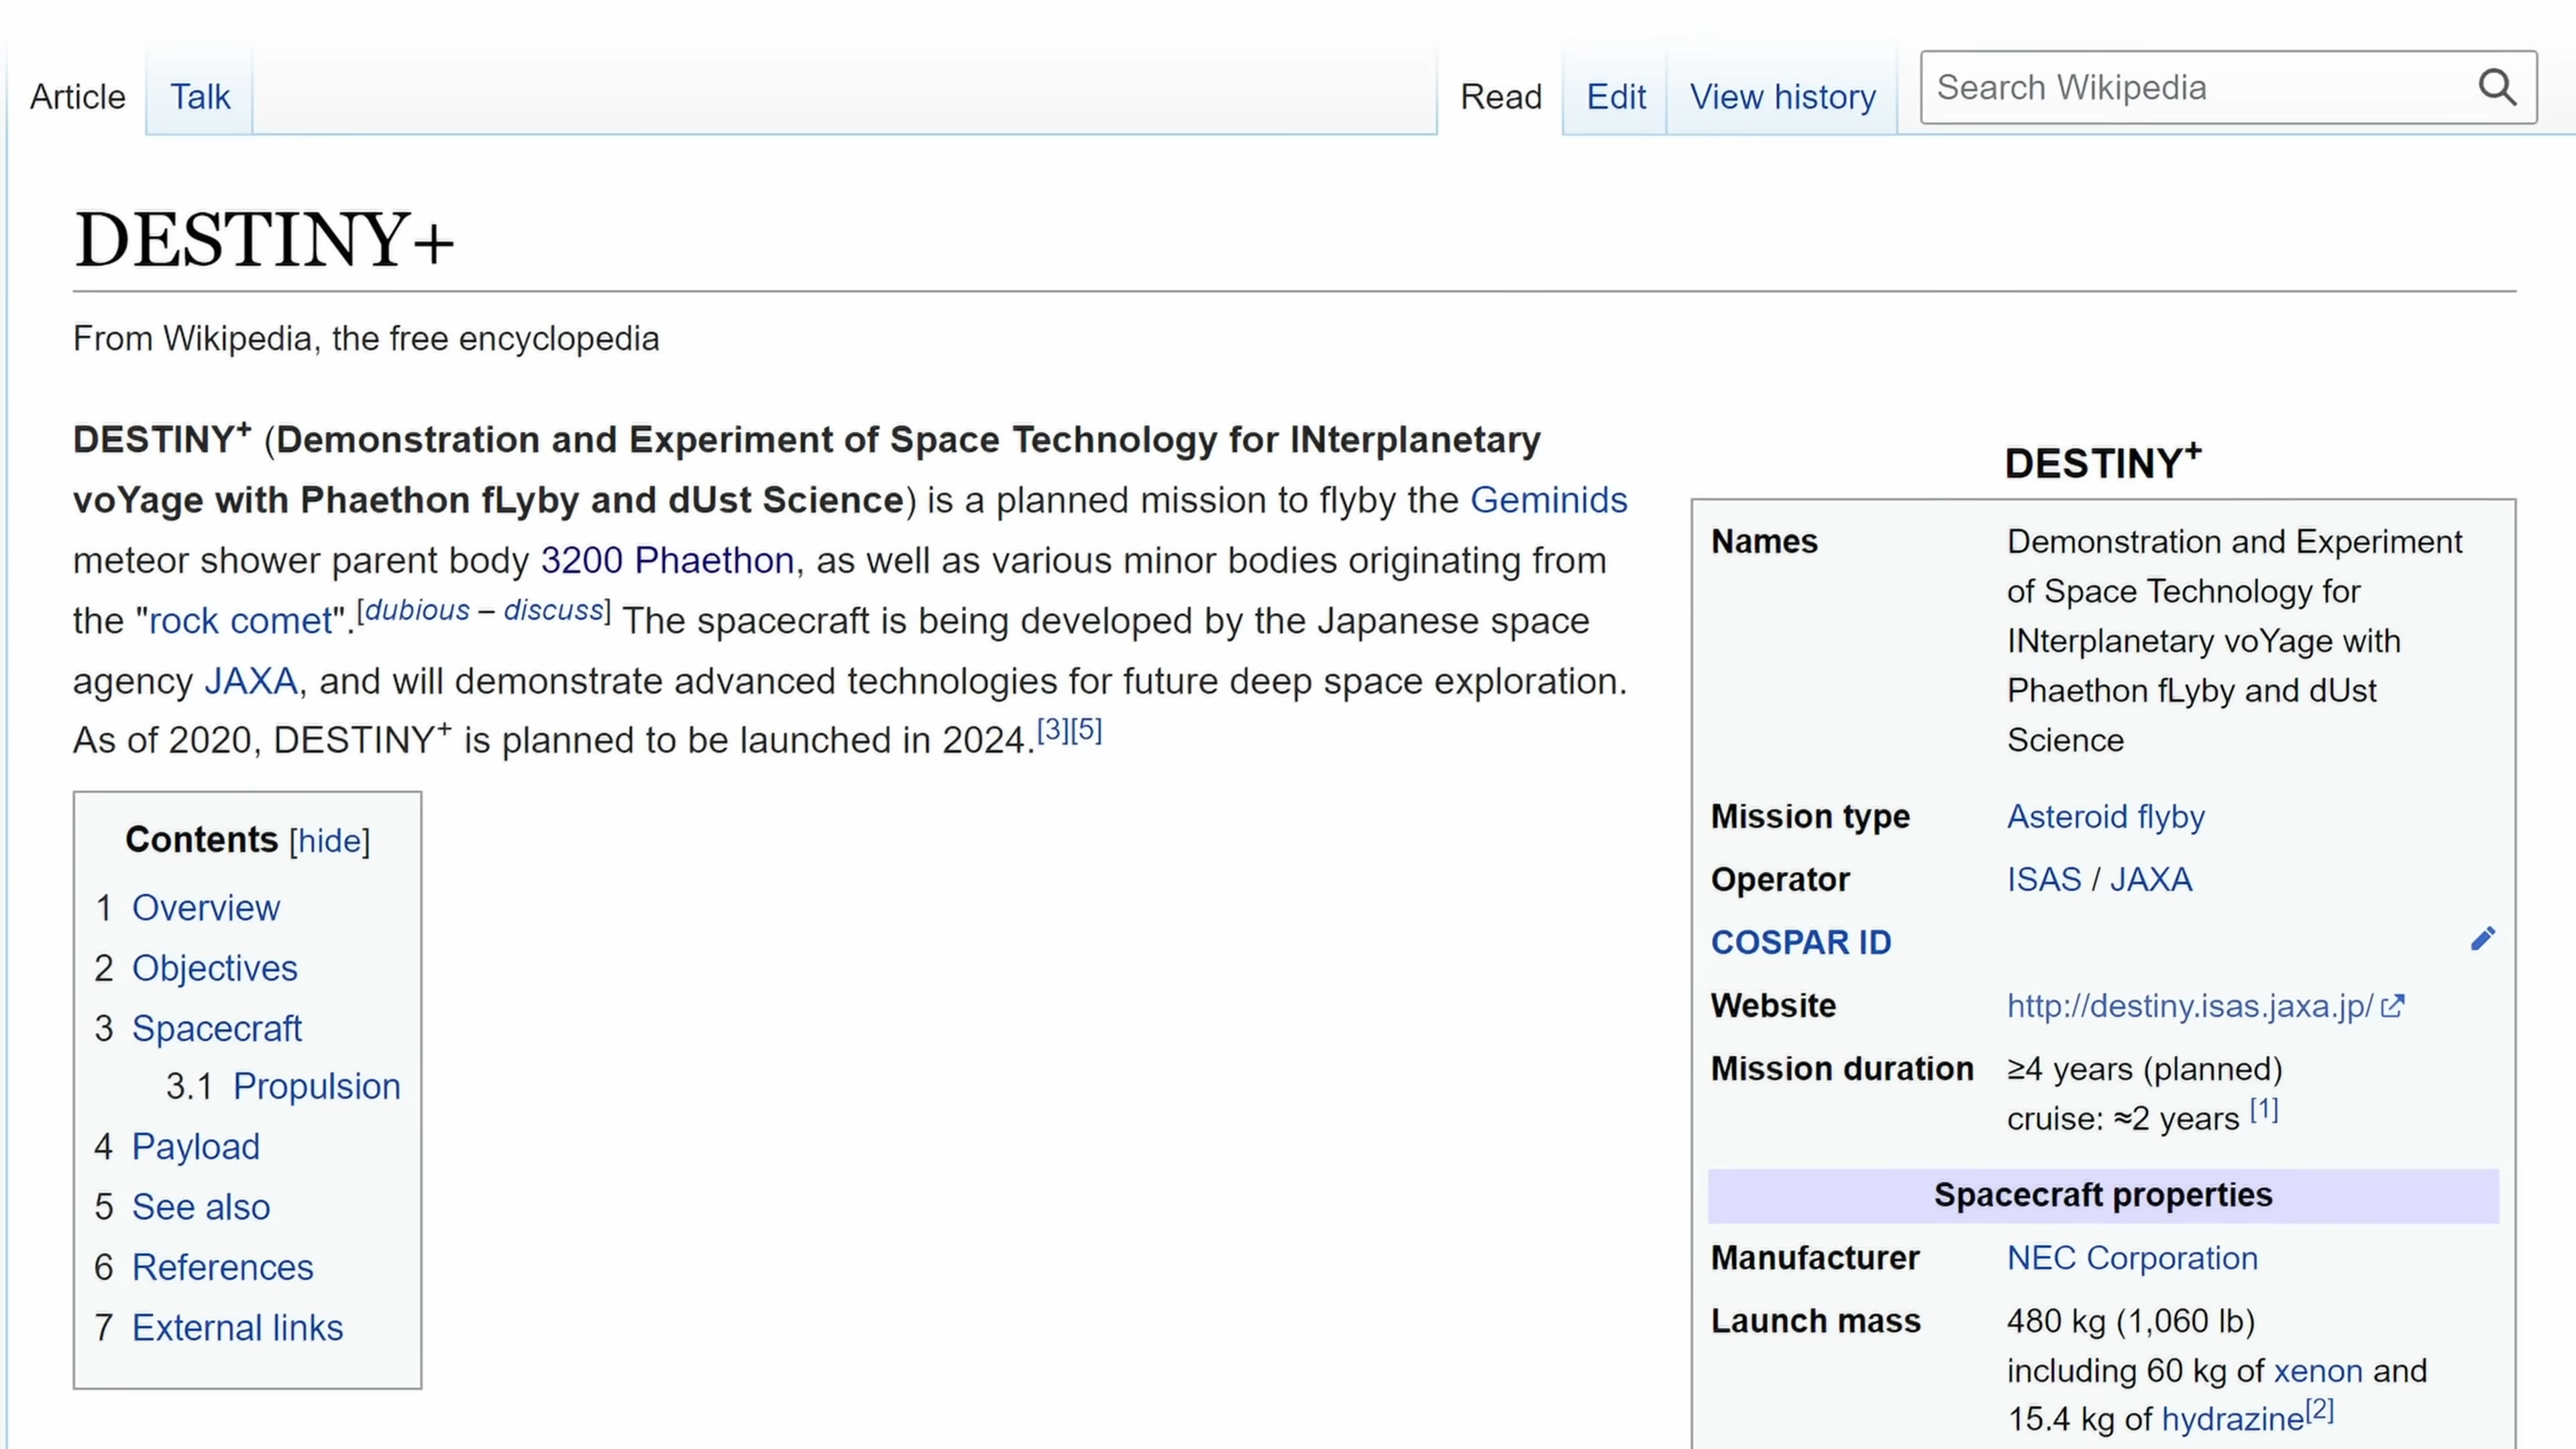 Article
Talk
Read
Edit
View history
Search Wikipedia
DESTINY+
From Wikipedia, the free encyclopedia
DESTINY+ (Demonstration and Experiment of Space Technology for INterplanetary
voYage with Phaethon fLyby and dUst Science) is a planned mission to flyby the Geminids
meteor shower parent body 3200 Phaethon, as well as various minor bodies originating from
the "rock comet".[dubious – discuss] The spacecraft is being developed by the Japanese space
agency JAXA, and will demonstrate advanced technologies for future deep space exploration.
As of 2020, DESTINY+ is planned to be launched in 2024.[3][5]
Contents [hide]
1 Overview
2 Objectives
3 Spacecraft
3.1 Propulsion
4 Payload
5 See also
6 References
7 External links
DESTINY+
Names Demonstration and Experiment
of Space Technology for
INterplanetary voYage with
Phaethon fLyby and dUst
Science
Mission type Asteroid flyby
Operator ISAS / JAXA
COSPAR ID
Website http://destiny.isas.jaxa.jp/
Mission duration ≥4 years (planned)
cruise: ≈2 years [1]
Spacecraft properties
Manufacturer NEC Corporation
Launch mass 480 kg (1,060 lb)
including 60 kg of xenon and
15.4 kg of hydrazine[2]